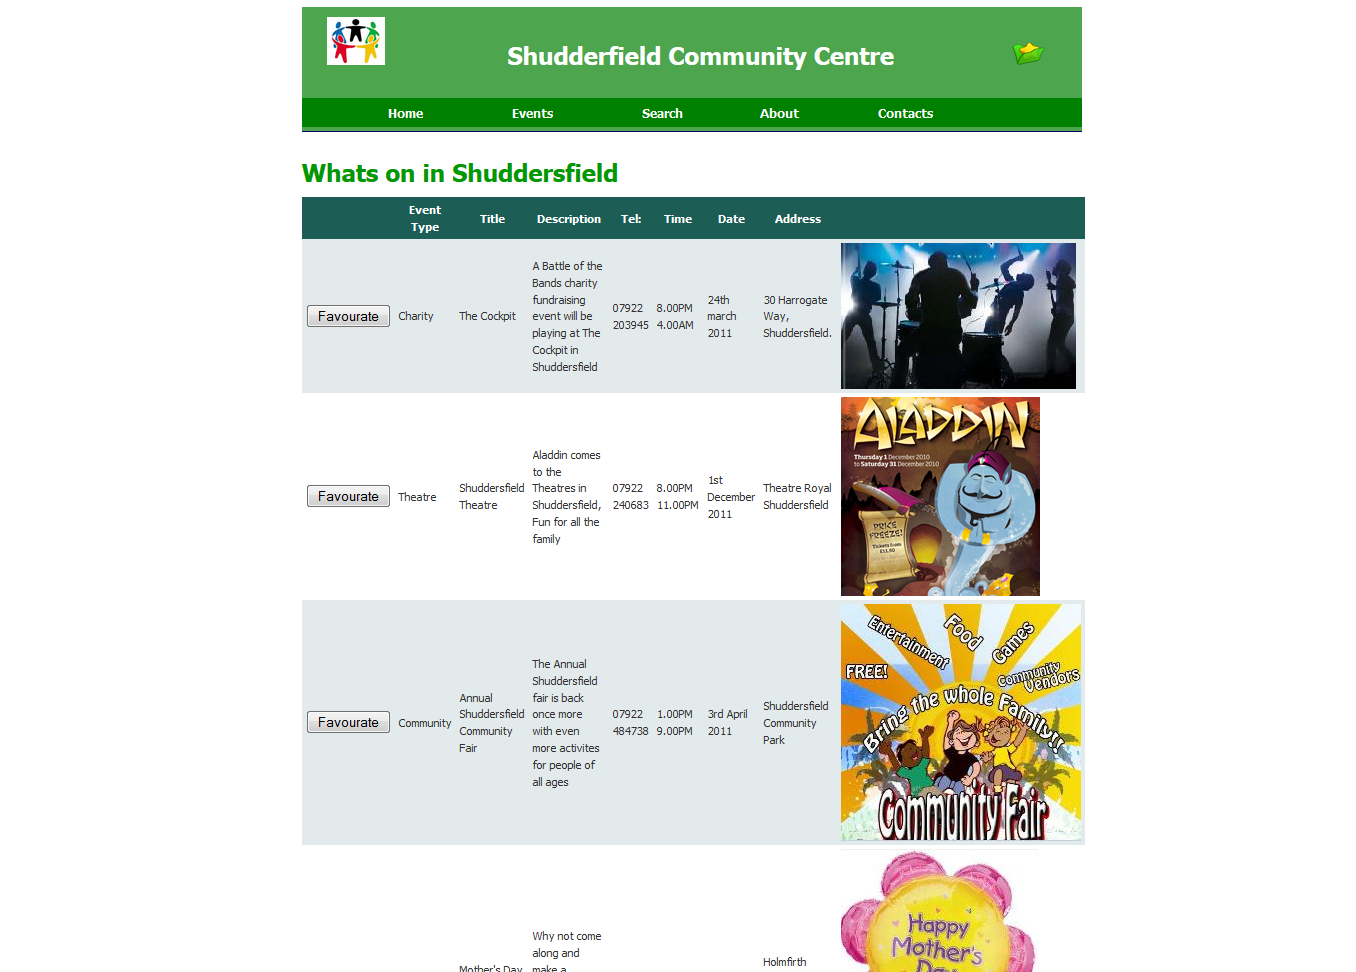 Shudderfield Community Centre
Home Events Search About Contacts
Whats on in Shuddersfield
Event Type Title Description Tel: Time Date Address
Favourate
Charity
The Cockpit
A Battle of the
Bands charity
fundraising
event will be
playing at The
Cockpit in
Shuddersfield
07922
203945
8.00PM
4.00AM
24th
march
2011
30 Harrogate
Way,
Shuddersfield.
Favourate
Theatre
Shuddersfield
Theatre
Aladdin comes
to the
Theatres in
Shuddersfield,
Fun for all the
family
07922
240683
8.00PM
11.00PM
1st
December
2011
Theatre Royal
Shuddersfield
ALADDIN
Thursday 1 December 2010
to Saturday 31 December 2010
PRICE
FREEZE!
Tickets from
£11.50
Favourate
Community
Annual
Shuddersfield
Community
Fair
The Annual
Shuddersfield
fair is back
once more
with even
more activites
for people of
all ages
07922
484738
1.00PM
9.00PM
3rd April
2011
Shuddersfield
Community
Park
FREE!
Entertainment
Food
Games
Community
Vendors
Bring the whole Family!!
Community Fair
Mother's Day
Why not come
along and
make a
Holmfirth
Happy
Mother's
Day